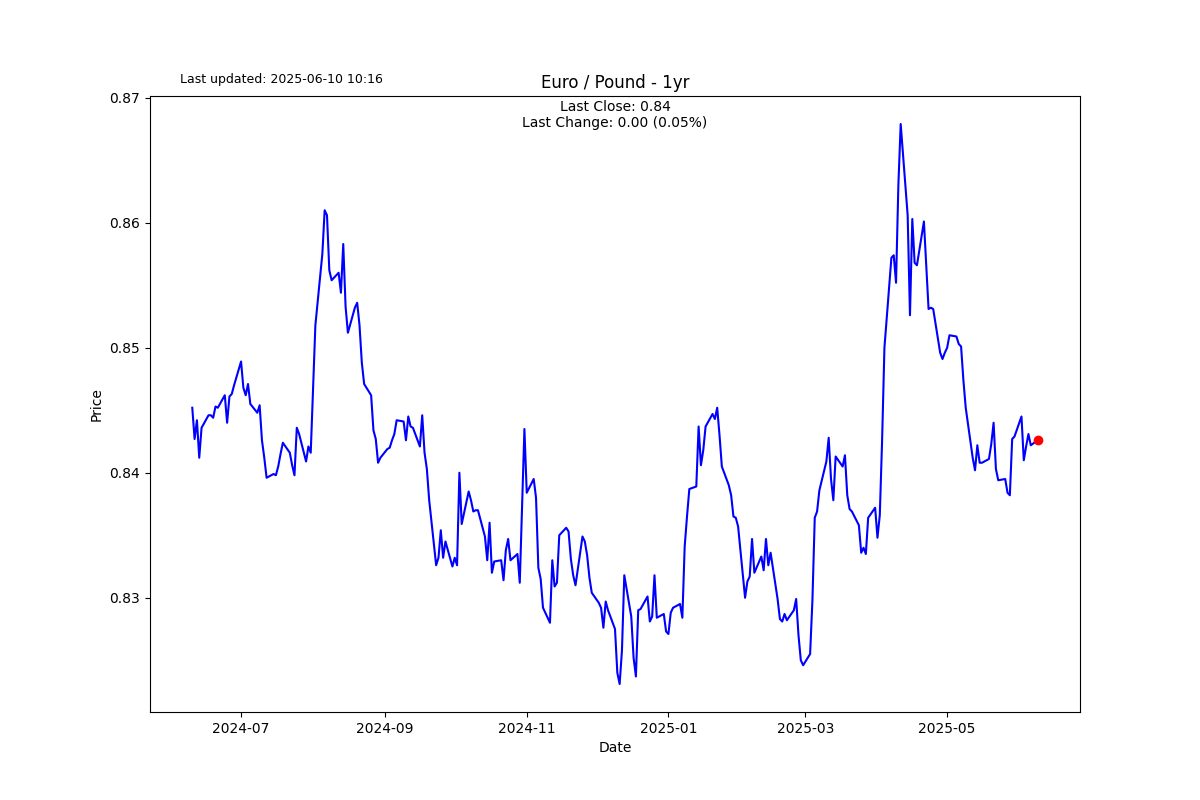 Last updated: 2025-06-10 10:16
Euro / Pound - 1yr
Last Close: 0.84
Last Change: 0.00 (0.05%)
0.87
0.86
0.85
0.84
0.83
Price
2024-07
2024-09
2024-11
2025-01
2025-03
2025-05
Date